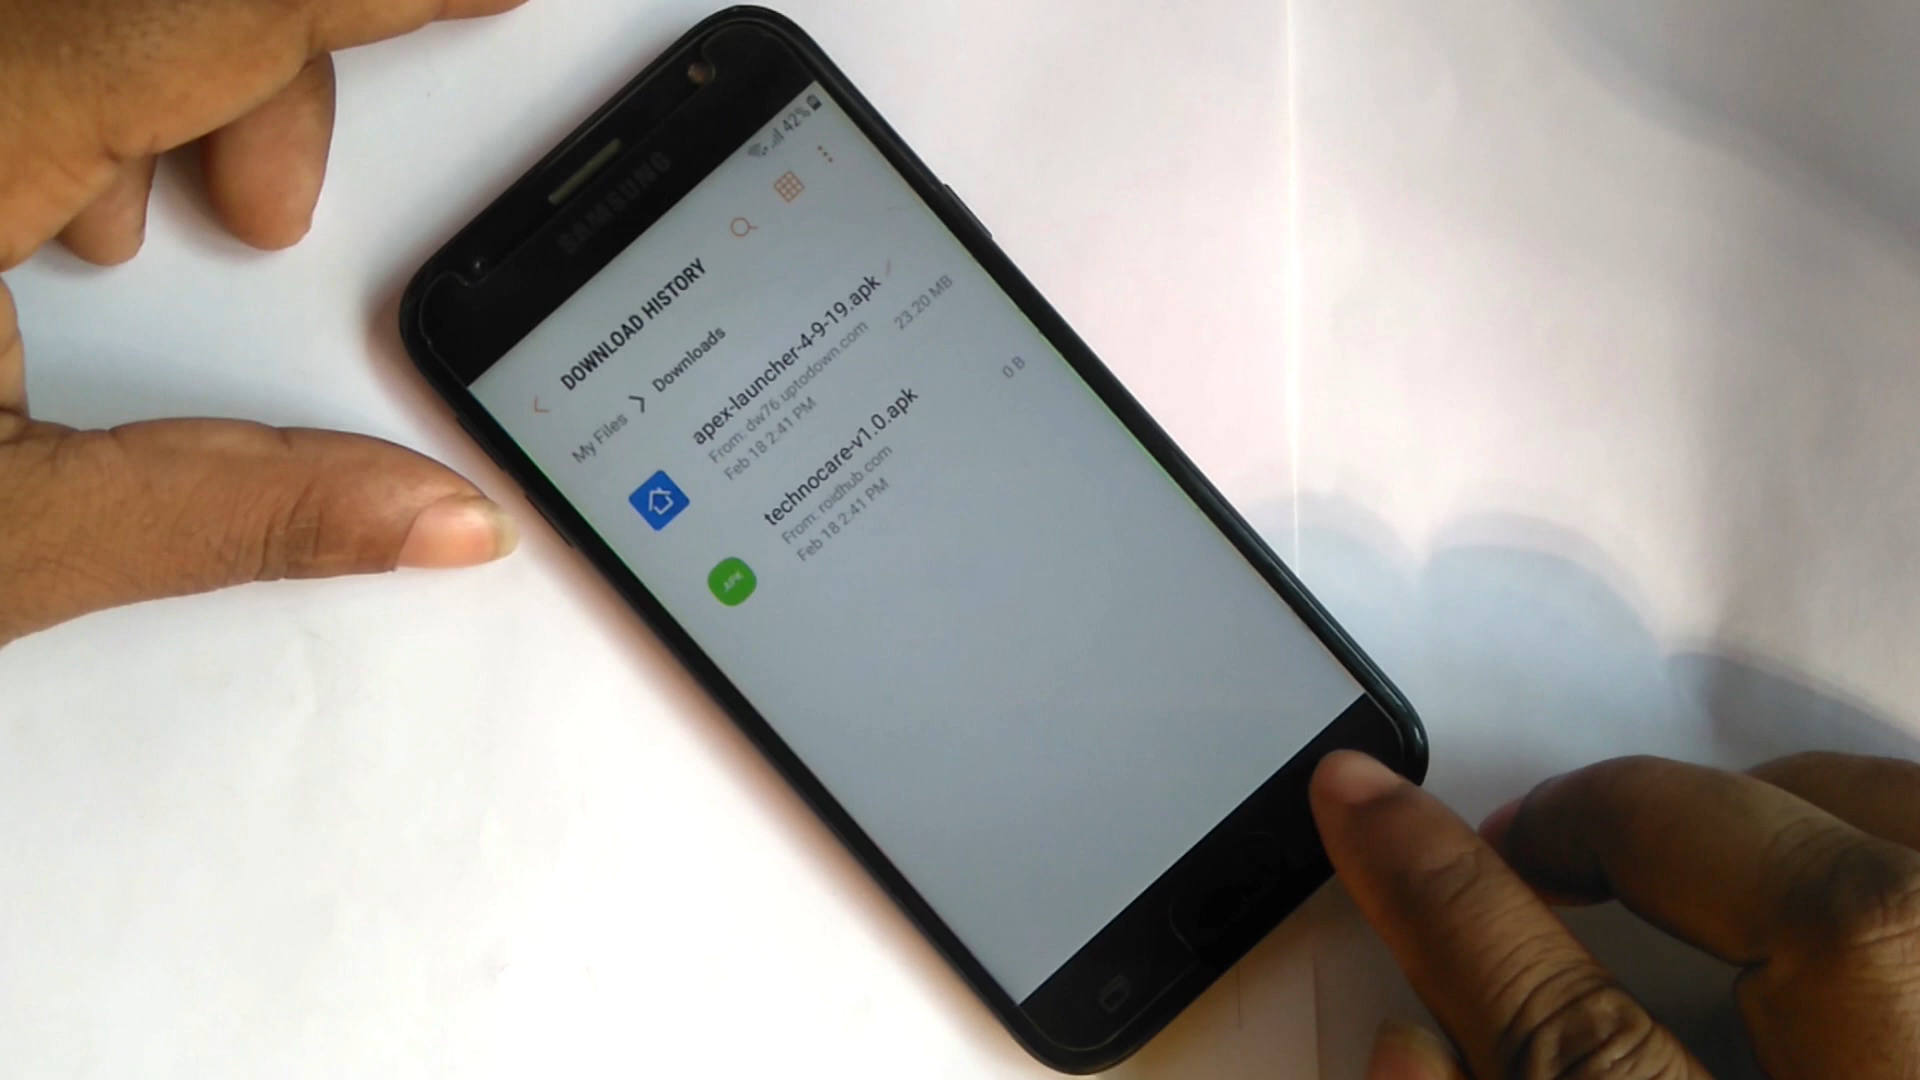 SAMSUNG
42%
DOWNLOAD HISTORY
My Files > Downloads
apex-launcher-4-9-19.apk
From: dw76.uptodown.com
Feb 18 2:41 PM
23.20 MB
technocare-v1.0.apk
From: roidhub.com
Feb 18 2:41 PM
0 B
APK